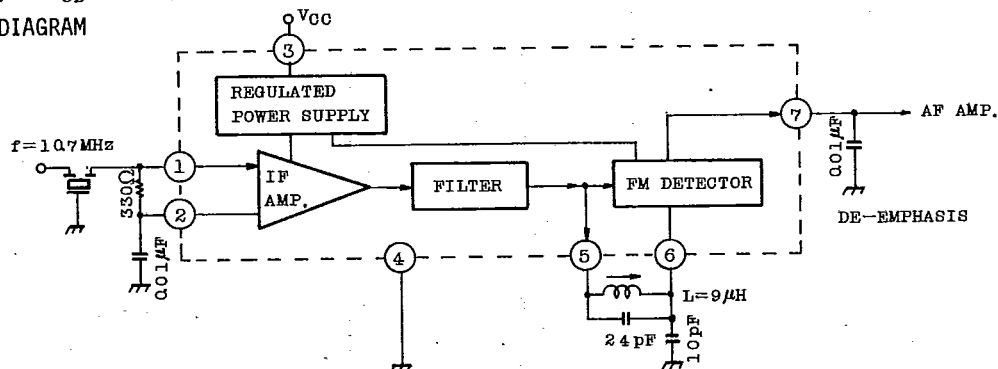 DIAGRAM
VCC
3
REGULATED
POWER SUPPLY
7
AF AMP.
0.01μF
f=10.7MHz
1
330Ω
2
IF
AMP.
FILTER
FM DETECTOR
DE-EMPHASIS
0.01μF
4
5
6
L=9μH
24pF
10pF